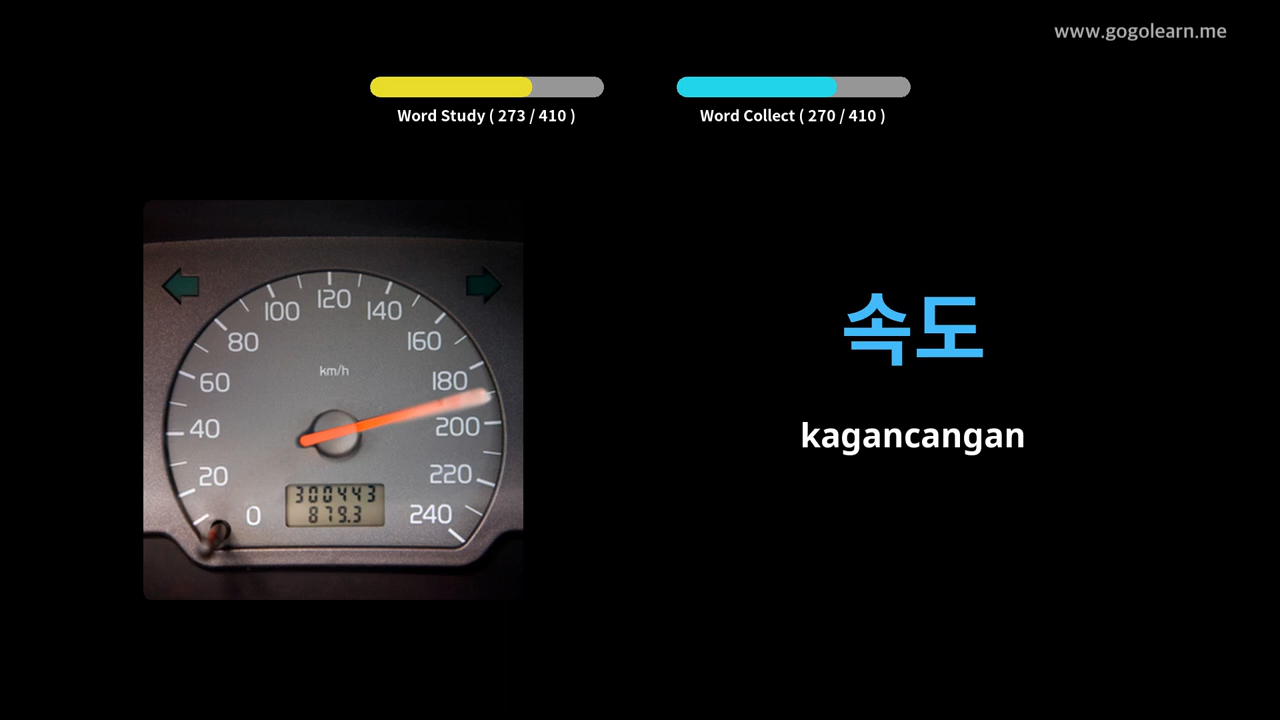 www.gogolearn.me
Word Study ( 273 / 410 )
Word Collect ( 270 / 410 )
속도
kagancangan
0
20
40
60
80
100
120
140
160
180
200
220
240
km/h
300443
879.3